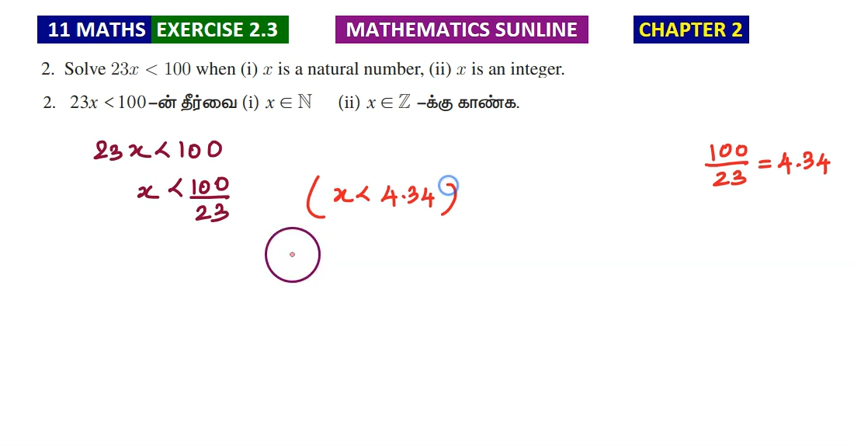 11 MATHS EXERCISE 2.3 MATHEMATICS SUNLINE CHAPTER 2
2. Solve 23x < 100 when (i) x is a natural number, (ii) x is an integer.
2. 23x < 100–ன் தீர்வை (i) x ∈ ℕ (ii) x ∈ ℤ –க்கு காண்க.
23x < 100
x < 100/23 (x < 4.34)
100/23 = 4.34